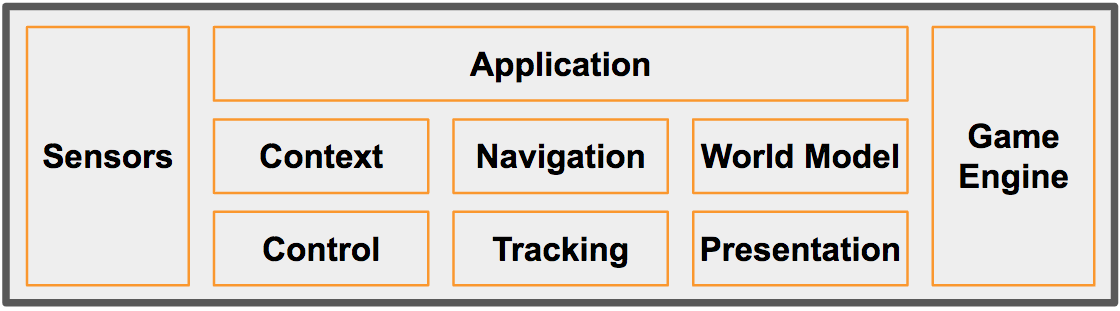 Application
Sensors
Context
Navigation
World Model
Game
Engine
Control
Tracking
Presentation